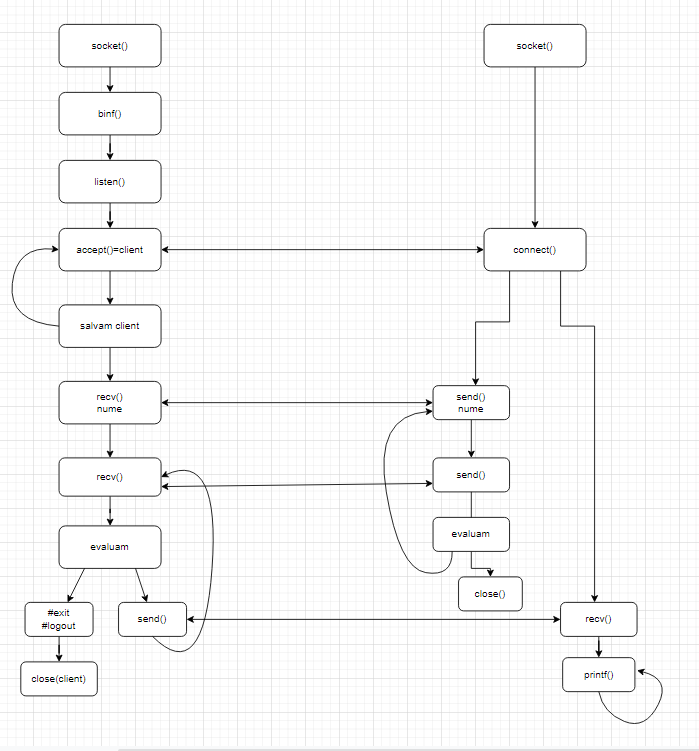 socket()
socket()
binf()
listen()
accept()=client
connect()
salvam client
recv()
nume
send()
nume
recv()
send()
evaluam
evaluam
close()
#exit
#logout
send()
recv()
close(client)
printf()